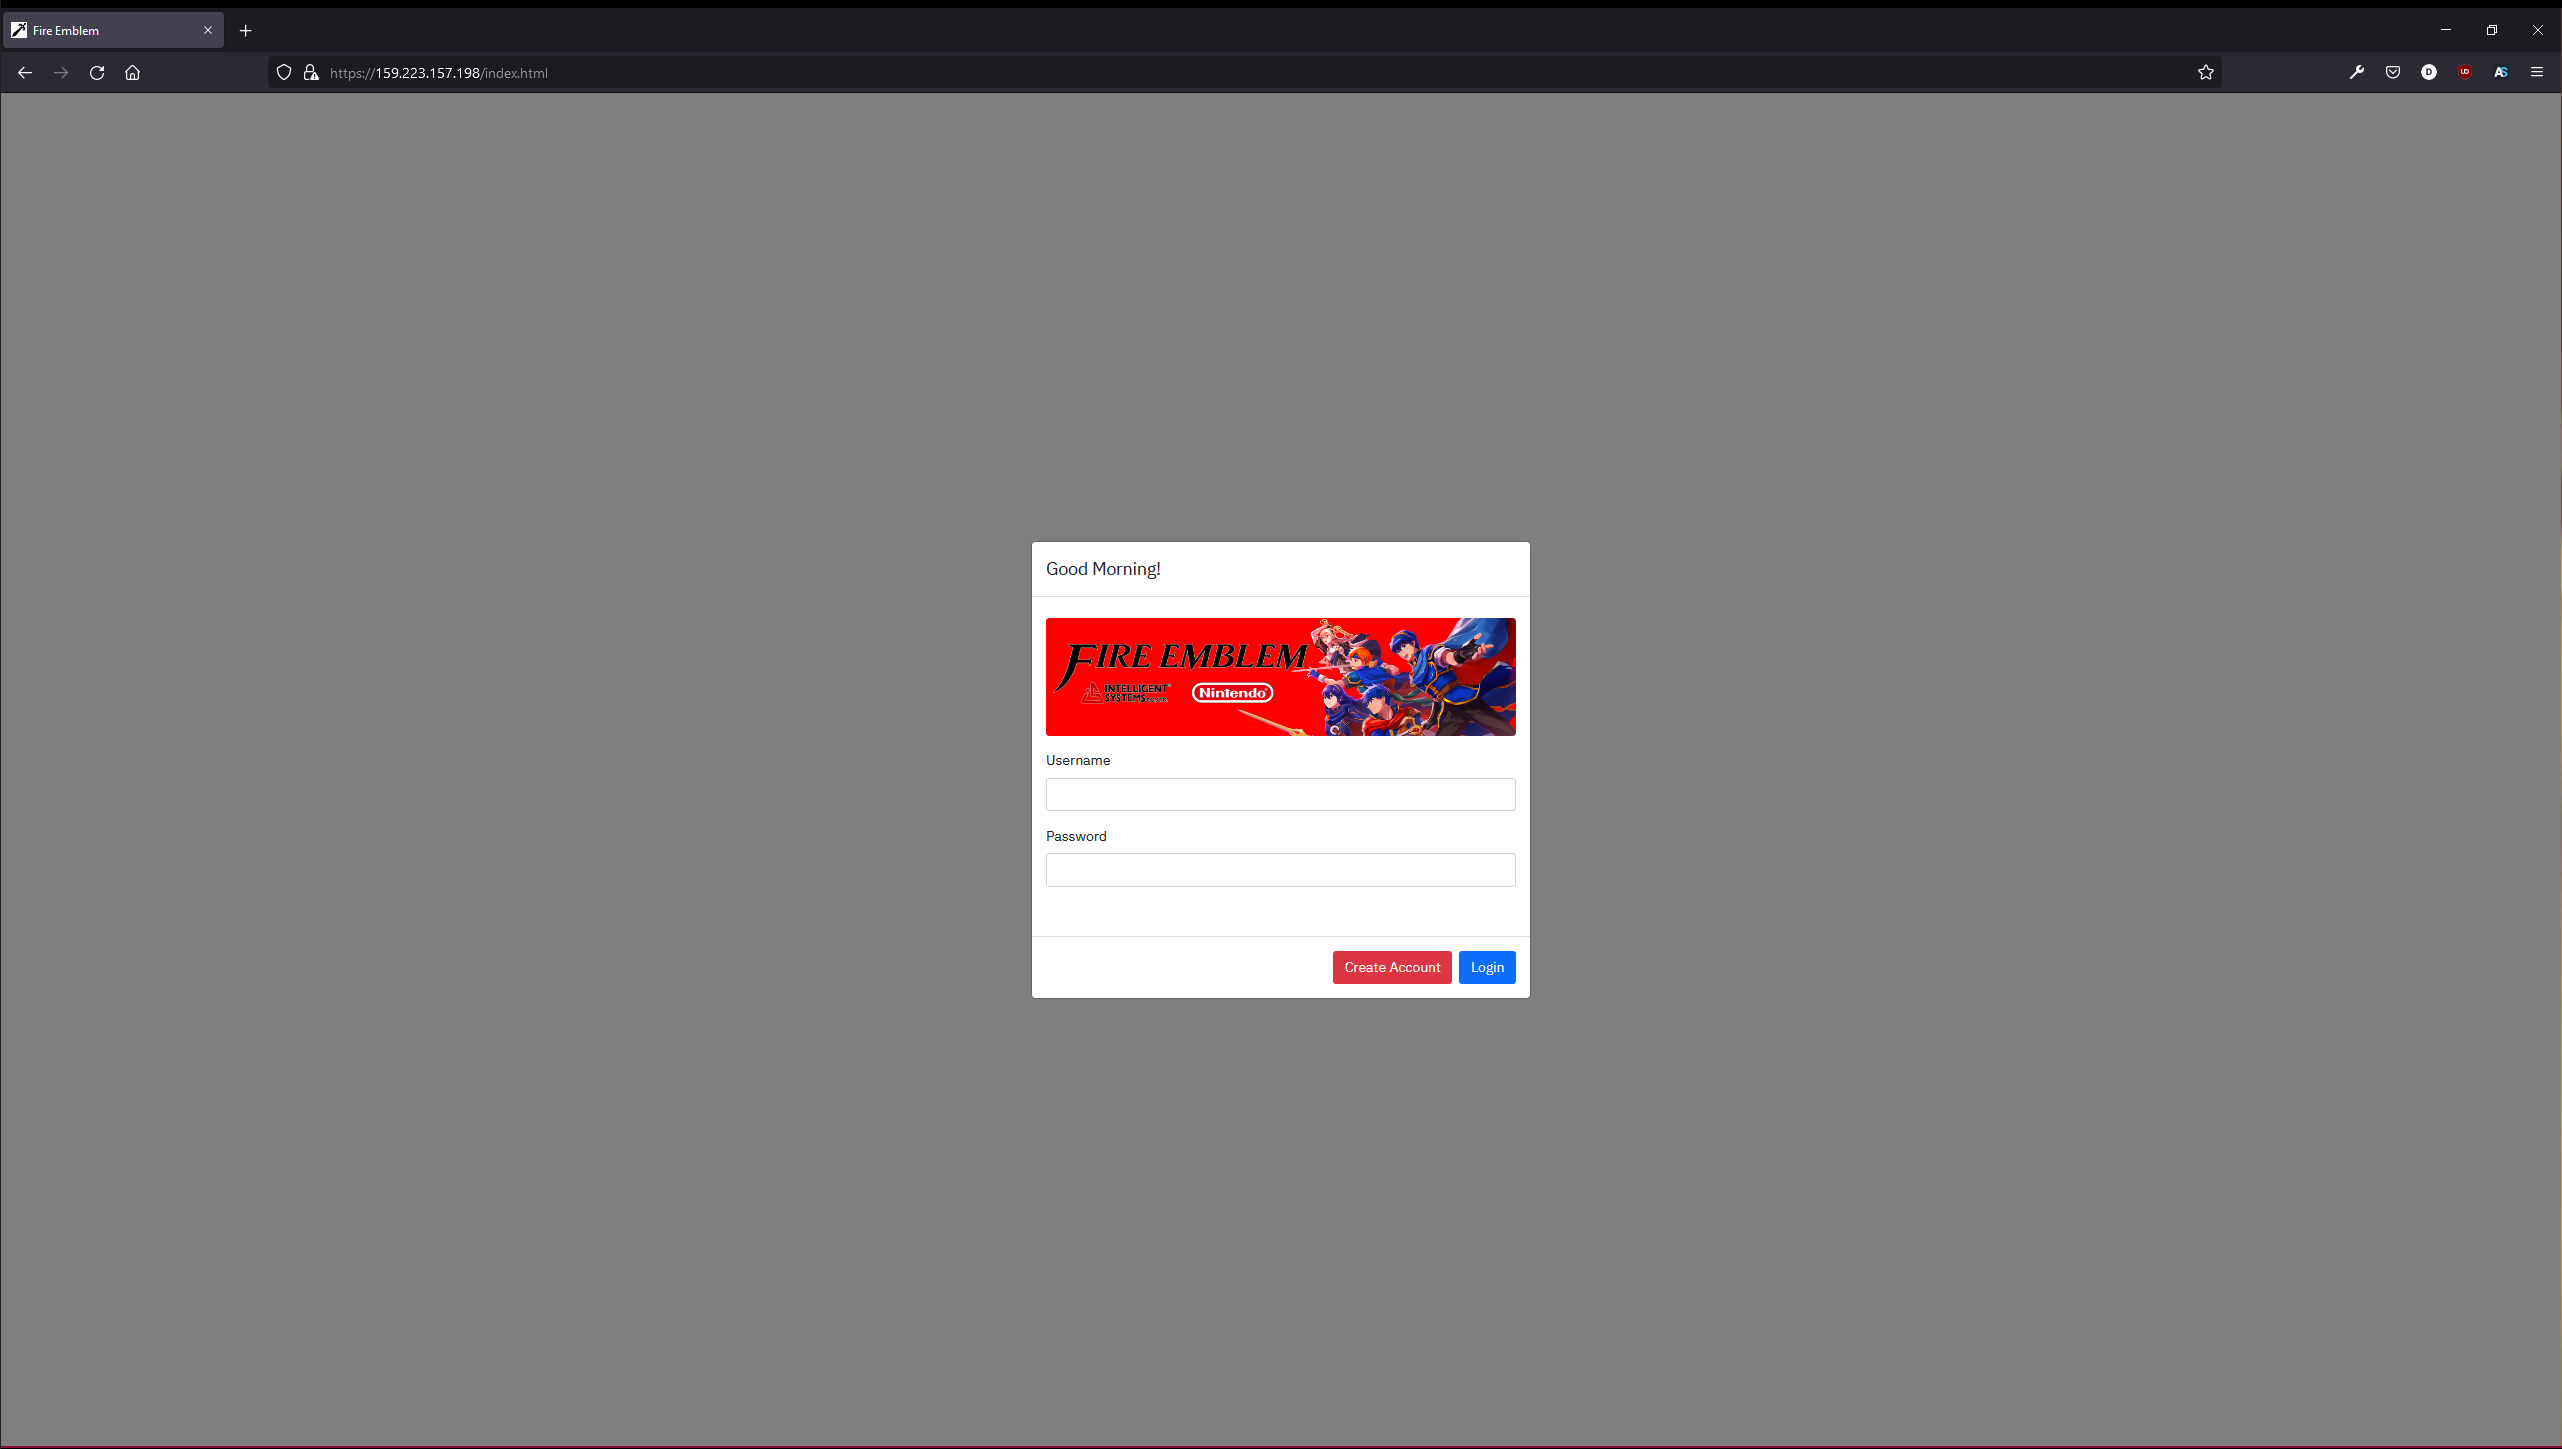 Fire Emblem
https://159.223.157.198/index.html
Good Morning!
FIRE EMBLEM
INTELLIGENT
SYSTEMS
Nintendo
Username
Password
Create Account
Login